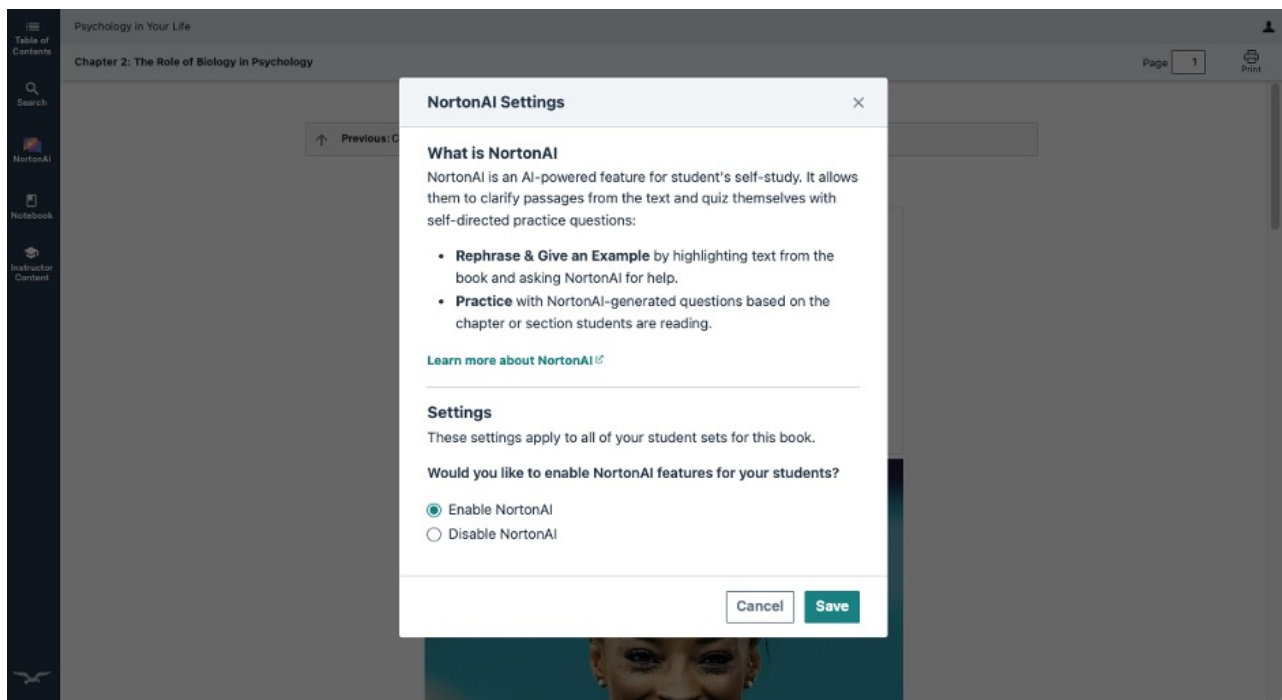 Table of
Contents
Search
NortonAI
Notebook
Instructor
Content
Psychology in Your Life
Chapter 2: The Role of Biology in Psychology
Page 1
Print
Previous: C
NortonAI Settings
What is NortonAI
NortonAI is an AI-powered feature for student's self-study. It allows
them to clarify passages from the text and quiz themselves with
self-directed practice questions:
• Rephrase & Give an Example by highlighting text from the
book and asking NortonAI for help.
• Practice with NortonAI-generated questions based on the
chapter or section students are reading.
Learn more about NortonAI
Settings
These settings apply to all of your student sets for this book.
Would you like to enable NortonAI features for your students?
Enable NortonAI
Disable NortonAI
Cancel Save